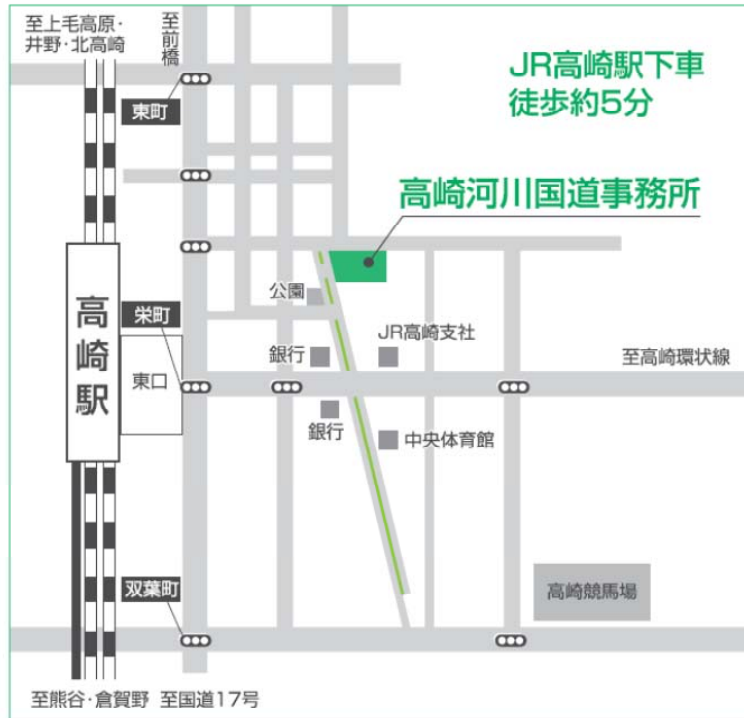 至上毛高原・
井野・北高崎
至前橋
JR高崎駅下車
徒歩約5分
東町
高崎河川国道事務所
公園
高崎駅
栄町
JR高崎支社
銀行
至高崎環状線
東口
銀行
中央体育館
双葉町
高崎競馬場
至熊谷・倉賀野 至国道17号